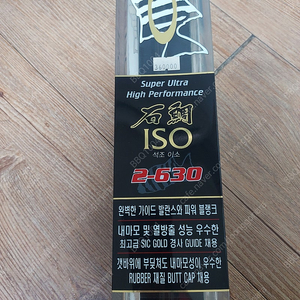 360000
Super Ultra
High Performance
石鯛
ISO
석조 이소
2-630
완벽한 가이드 발란스와 파워 블랭크
내마모 및 열방출 성능 우수한
최고급 SIC GOLD 경사 GUIDE 채용
갯바위에 부딪쳐도 내마모성이 우수한
RUBBER 재질 BUTT CAP 채용